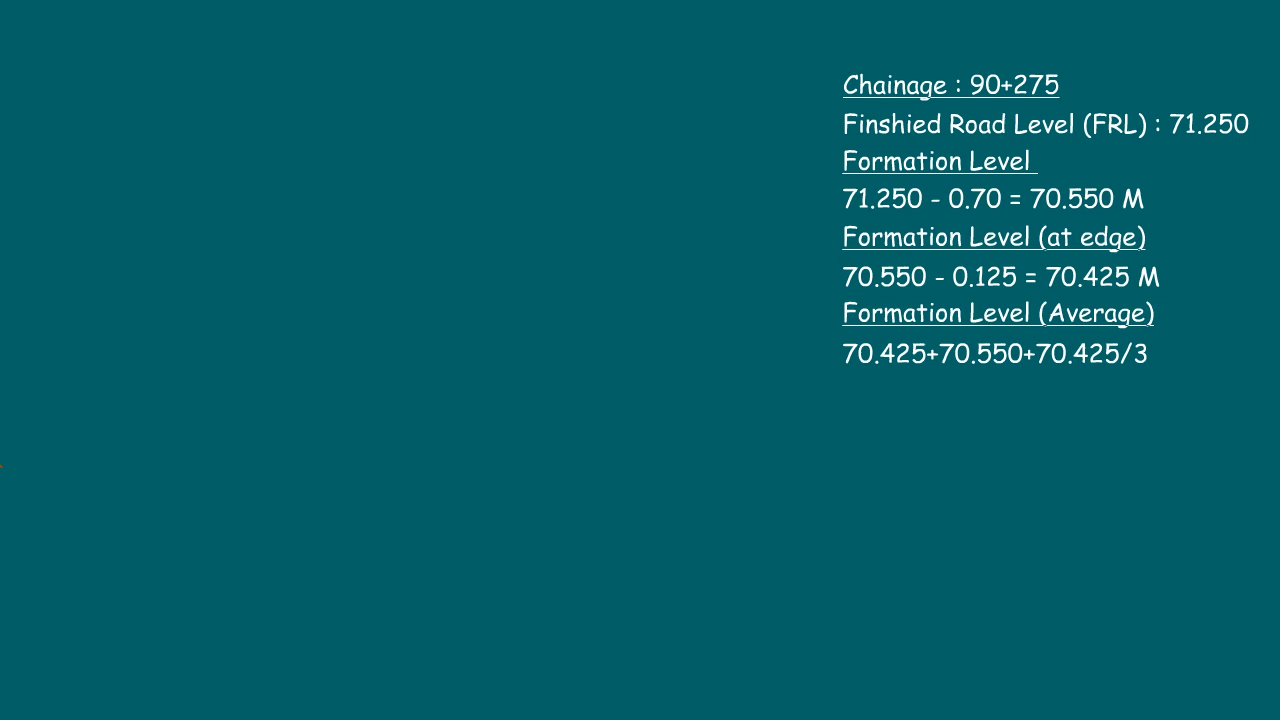 Chainage : 90+275
Finshied Road Level (FRL) : 71.250
Formation Level
71.250 - 0.70 = 70.550 M
Formation Level (at edge)
70.550 - 0.125 = 70.425 M
Formation Level (Average)
70.425+70.550+70.425/3